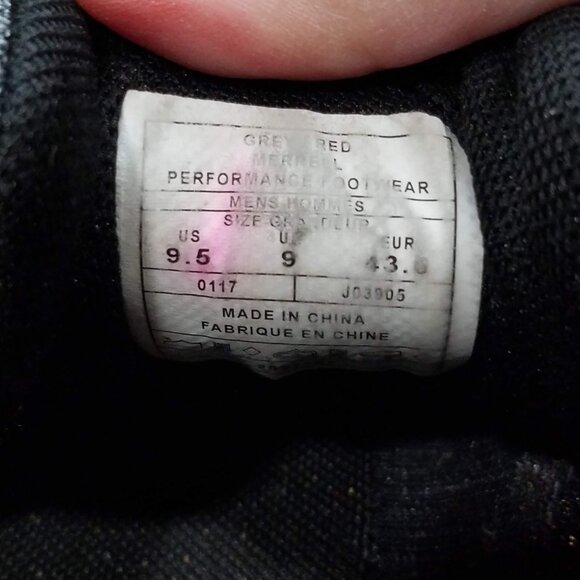 GREY RED
MERRELL
PERFORMANCE FOOTWEAR
MENS HOMMES
US EUR
9.5 9
0117 J03905
MADE IN CHINA
FABRIQUE EN CHINE